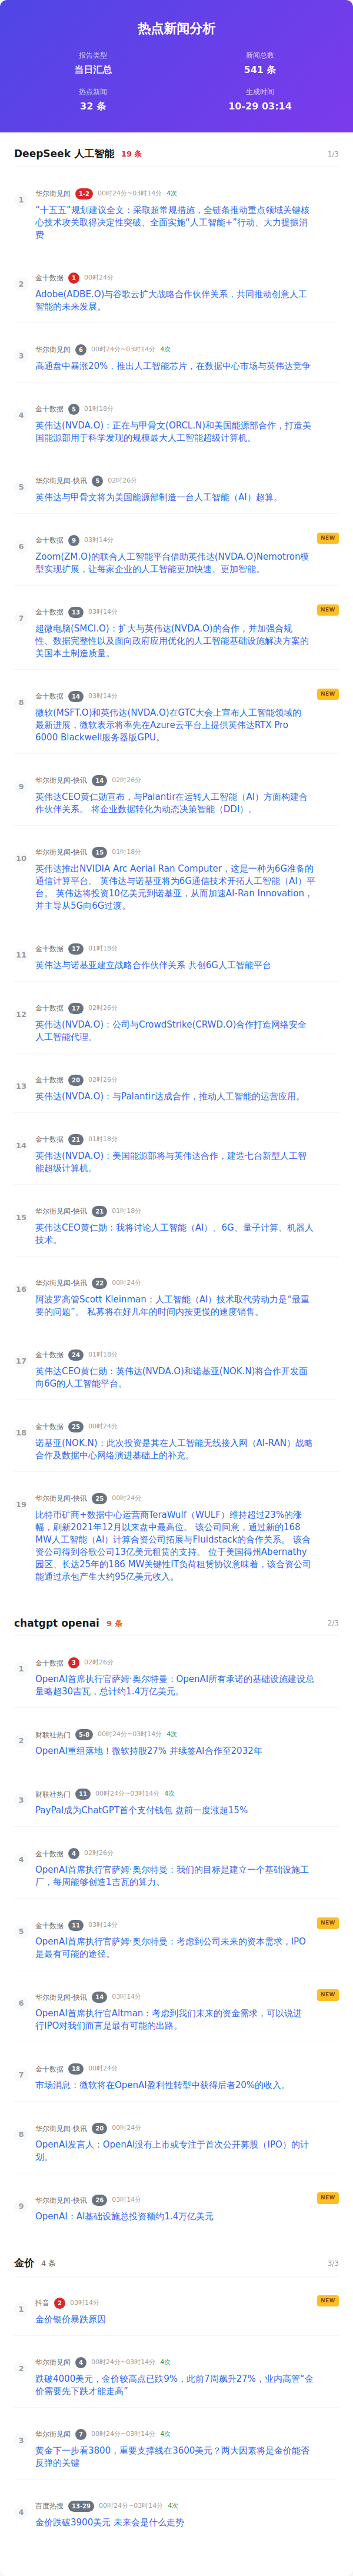 热点新闻分析
报告类型
当日汇总
新闻总数
541 条
热点新闻
32 条
生成时间
10-29 03:14
DeepSeek 人工智能 19 条 1/3
1
华尔街见闻 1-2 00时24分~03时14分 4次
“十五五”规划建议全文：采取超常规措施，全链条推动重点领域关键核
心技术攻关取得决定性突破、全面实施“人工智能+”行动、大力提振消
费
2
金十数据 1 00时24分
Adobe(ADBE.O)与谷歌云扩大战略合作伙伴关系，共同推动创意人工
智能的未来发展。
3
华尔街见闻 6 00时24分~03时14分 4次
高通盘中暴涨20%，推出人工智能芯片，在数据中心市场与英伟达竞争
4
金十数据 5 01时18分
英伟达(NVDA.O)：正在与甲骨文(ORCL.N)和美国能源部合作，打造美
国能源部用于科学发现的规模最大人工智能超级计算机。
5
华尔街见闻-快讯 5 02时26分
英伟达与甲骨文将为美国能源部制造一台人工智能（AI）超算。
6
金十数据 9 03时14分 NEW
Zoom(ZM.O)的联合人工智能平台借助英伟达(NVDA.O)Nemotron模
型实现扩展，让每家企业的人工智能更加快速、更加智能。
7
金十数据 13 03时14分 NEW
超微电脑(SMCI.O)：扩大与英伟达(NVDA.O)的合作，并加强合规
性、数据完整性以及面向政府应用优化的人工智能基础设施解决方案的
美国本土制造质量。
8
金十数据 14 03时14分 NEW
微软(MSFT.O)和英伟达(NVDA.O)在GTC大会上宣布人工智能领域的
最新进展，微软表示将率先在Azure云平台上提供英伟达RTX Pro
6000 Blackwell服务器版GPU。
9
华尔街见闻-快讯 14 02时26分
英伟达CEO黄仁勋宣布，与Palantir在运转人工智能（AI）方面构建合
作伙伴关系。 将企业数据转化为动态决策智能（DDI）。
10
华尔街见闻-快讯 15 01时18分
英伟达推出NVIDIA Arc Aerial Ran Computer，这是一种为6G准备的
通信计算平台。 英伟达与诺基亚将为6G通信技术开拓人工智能（AI）平
台。 英伟达将投资10亿美元到诺基亚，从而加速AI-Ran Innovation，
并主导从5G向6G过渡。
11
金十数据 17 01时18分
英伟达与诺基亚建立战略合作伙伴关系 共创6G人工智能平台
12
金十数据 17 02时26分
英伟达(NVDA.O)：公司与CrowdStrike(CRWD.O)合作打造网络安全
人工智能代理。
13
金十数据 20 02时26分
英伟达(NVDA.O)：与Palantir达成合作，推动人工智能的运营应用。
14
金十数据 21 01时18分
英伟达(NVDA.O)：美国能源部将与英伟达合作，建造七台新型人工智
能超级计算机。
15
华尔街见闻-快讯 21 01时18分
英伟达CEO黄仁勋：我将讨论人工智能（AI）、6G、量子计算、机器人
技术。
16
华尔街见闻-快讯 22 00时24分
阿波罗高管Scott Kleinman：人工智能（AI）技术取代劳动力是“最重
要的问题”。 私募将在好几年的时间内按更慢的速度销售。
17
金十数据 24 01时18分
英伟达CEO黄仁勋：英伟达(NVDA.O)和诺基亚(NOK.N)将合作开发面
向6G的人工智能平台。
18
金十数据 25 00时24分
诺基亚(NOK.N)：此次投资是其在人工智能无线接入网（AI-RAN）战略
合作及数据中心网络演进基础上的补充。
19
华尔街见闻-快讯 25 00时24分
比特币矿商+数据中心运营商TeraWulf（WULF）维持超过23%的涨
幅，刷新2021年12月以来盘中最高位。 该公司同意，通过新的168
MW人工智能（AI）计算合资公司拓展与Fluidstack的合作关系。 该合
资公司得到谷歌公司13亿美元租赁的支持。 位于美国得州Abernathy
园区、长达25年的186 MW关键性IT负荷租赁协议意味着，该合资公司
能通过承包产生大约95亿美元收入。
chatgpt openai 9 条 2/3
1
金十数据 3 02时26分
OpenAI首席执行官萨姆·奥尔特曼：OpenAI所有承诺的基础设施建设总
量略超30吉瓦，总计约1.4万亿美元。
2
财联社热门 5-8 00时24分~03时14分 4次
OpenAI重组落地！微软持股27% 并续签AI合作至2032年
3
财联社热门 11 00时24分~03时14分 4次
PayPal成为ChatGPT首个支付钱包 盘前一度涨超15%
4
金十数据 4 02时26分
OpenAI首席执行官萨姆·奥尔特曼：我们的目标是建立一个基础设施工
厂，每周能够创造1吉瓦的算力。
5
金十数据 11 03时14分 NEW
OpenAI首席执行官萨姆·奥尔特曼：考虑到公司未来的资本需求，IPO
是最有可能的途径。
6
华尔街见闻-快讯 14 03时14分 NEW
OpenAI首席执行官Altman：考虑到我们未来的资金需求，可以说进
行IPO对我们而言是最有可能的出路。
7
金十数据 18 00时24分
市场消息：微软将在OpenAI盈利性转型中获得后者20%的收入。
8
华尔街见闻-快讯 20 00时24分
OpenAI发言人：OpenAI没有上市或专注于首次公开募股（IPO）的计
划。
9
华尔街见闻-快讯 26 03时14分 NEW
OpenAI：AI基础设施总投资额约1.4万亿美元
金价 4 条 3/3
1
抖音 2 03时14分 NEW
金价银价暴跌原因
2
华尔街见闻 4 00时24分~03时14分 4次
跌破4000美元，金价较高点已跌9%，此前7周飙升27%，业内高管“金
价需要先下跌才能走高”
3
华尔街见闻 7 00时24分~03时14分 4次
黄金下一步看3800，重要支撑线在3600美元？两大因素将是金价能否
反弹的关键
4
百度热搜 13-29 00时24分~03时14分 4次
金价跌破3900美元 未来会是什么走势